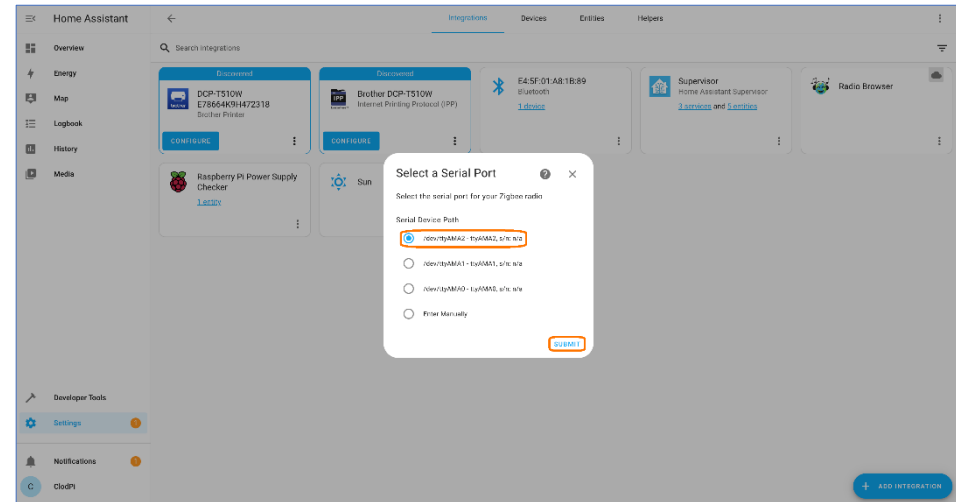 Home Assistant
Integrations
Devices
Entities
Helpers
Overview
Search integrations
Energy
Map
Logbook
History
Media
Discovered
DCP-T510W
E78664K9H472318
Brother Printer
CONFIGURE
Discovered
Brother DCP-T510W
Internet Printing Protocol (IPP)
CONFIGURE
E4:5F:01:A8:1B:89
Bluetooth
1 device
Supervisor
Home Assistant Supervisor
3 services and 5 entities
Radio Browser
Raspberry Pi Power Supply
Checker
1 entity
Sun
Select a Serial Port
Select the serial port for your Zigbee radio
Serial Device Path
/dev/ttyAMA2 - ttyAMA2, s/n: n/a
/dev/ttyAMA1 - ttyAMA1, s/n: n/a
/dev/ttyAMA0 - ttyAMA0, s/n: n/a
Enter Manually
SUBMIT
Developer Tools
Settings
1
Notifications
1
C
ClodPi
+ ADD INTEGRATION